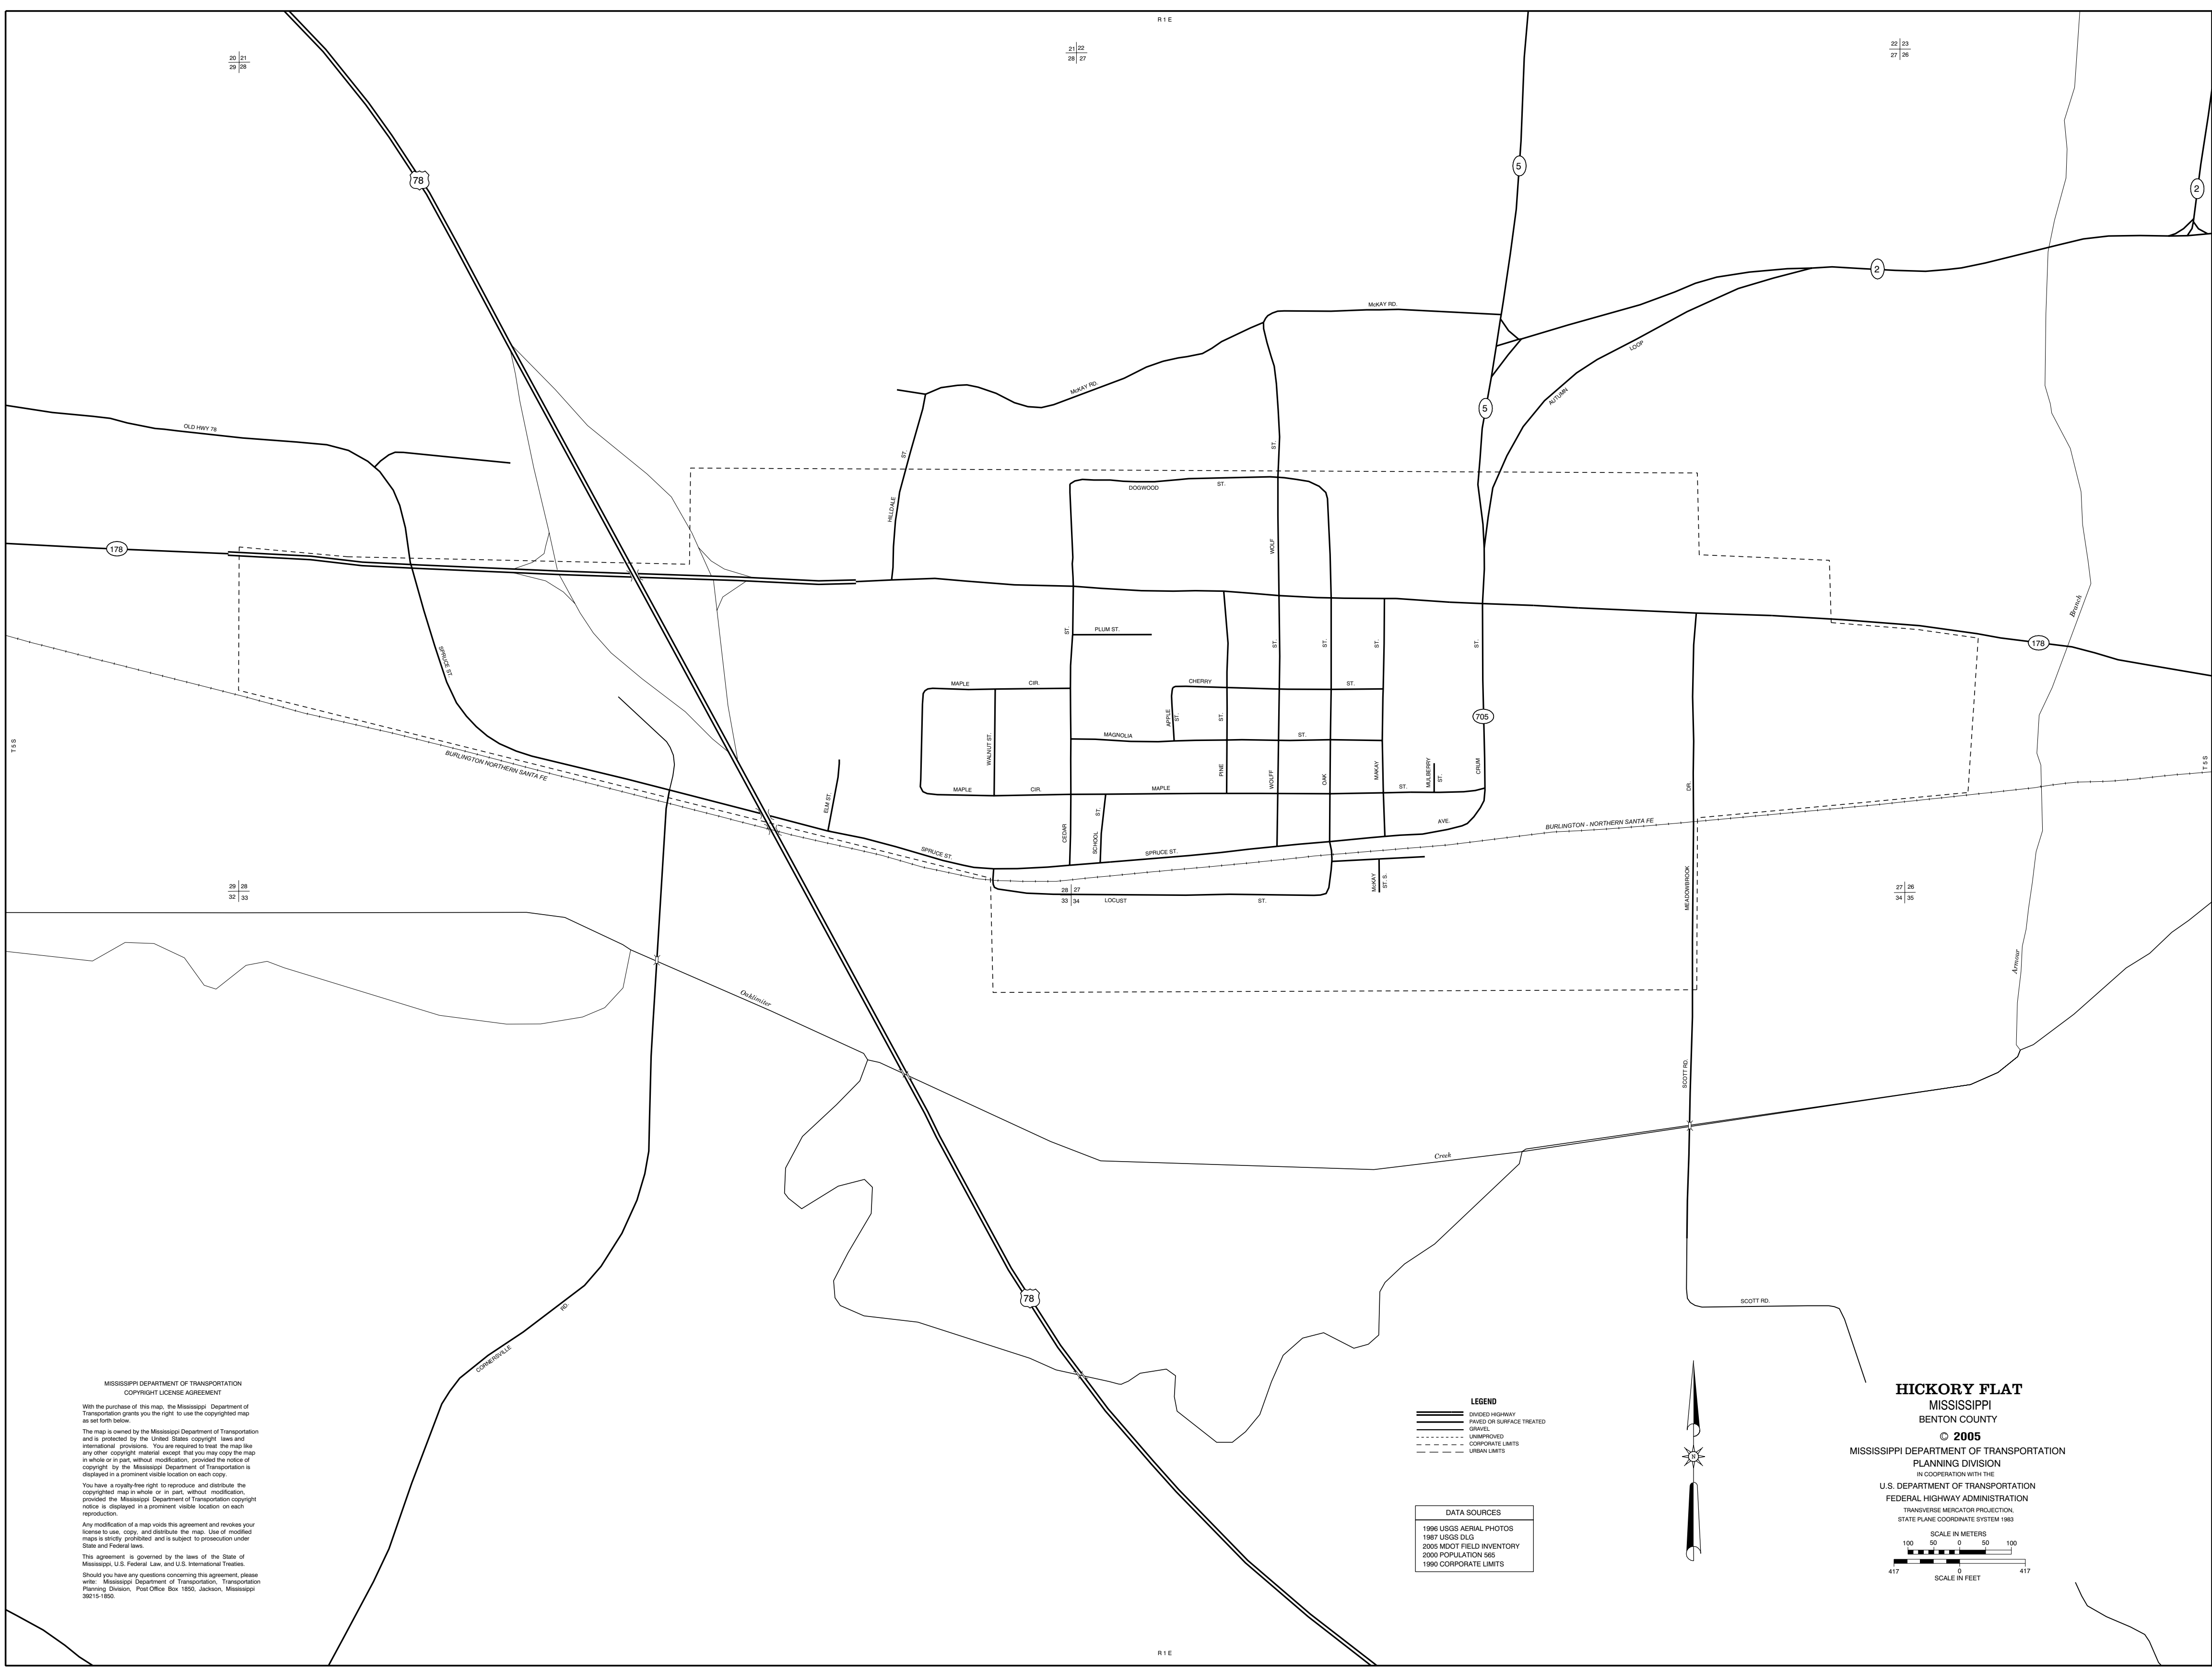 R 1 E
20 21
29 28
21 22
28 27
22 23
27 26
78
5
2
2
McKAY RD.
LOOP
AUTUMN
McKAY RD.
5
OLD HWY 78
ST.
HILLDALE
ST.
DOGWOOD ST.
WOLF
178
Branch
SPRUCE ST.
ST.
PLUM ST.
ST.
ST.
ST.
ST.
178
MAPLE CIR.
CHERRY ST.
APPLE
ST.
ST.
705
T 5 S
BURLINGTON NORTHERN SANTA FE
WALNUT ST.
MAGNOLIA ST.
PINE
WOLFF
OAK
MAKAY
MULBERRY
ST.
CRUM
T 5 S
DR.
MAPLE CIR.
MAPLE ST.
ELM ST.
CEDAR
SCHOOL ST.
AVE.
BURLINGTON - NORTHERN SANTA FE
SPRUCE ST.
SPRUCE ST.
McKAY
ST. S.
MEADOWBROOK
29 28
32 33
28 27
33 34
LOCUST ST.
27 26
34 35
Armour
Oaklimiter
SCOTT RD.
Creek
78
SCOTT RD.
RD.
CORNERSVILLE
MISSISSIPPI DEPARTMENT OF TRANSPORTATION
COPYRIGHT LICENSE AGREEMENT
With the purchase of this map, the Mississippi Department of
Transportation grants you the right to use the copyrighted map
as set forth below.
The map is owned by the Mississippi Department of Transportation
and is protected by the United States copyright laws and
international provisions. You are required to treat the map like
any other copyright material except that you may copy the map
in whole or in part, without modification, provided the notice of
copyright by the Mississippi Department of Transportation is
displayed in a prominent visible location on each copy.
You have a royalty-free right to reproduce and distribute the
copyrighted map in whole or in part, without modification,
provided the Mississippi Department of Transportation copyright
notice is displayed in a prominent visible location on each
reproduction.
Any modification of a map voids this agreement and revokes your
license to use, copy, and distribute the map. Use of modified
maps is strictly prohibited and is subject to prosecution under
State and Federal laws.
This agreement is governed by the laws of the State of
Mississippi, U.S. Federal Law, and U.S. International Treaties.
Should you have any questions concerning this agreement, please
write: Mississippi Department of Transportation, Transportation
Planning Division, Post Office Box 1850, Jackson, Mississippi
39215-1850.
LEGEND
DIVIDED HIGHWAY
PAVED OR SURFACE TREATED
GRAVEL
UNIMPROVED
CORPORATE LIMITS
URBAN LIMITS
DATA SOURCES
1996 USGS AERIAL PHOTOS
1987 USGS DLG
2005 MDOT FIELD INVENTORY
2000 POPULATION 565
1990 CORPORATE LIMITS
N
HICKORY FLAT
MISSISSIPPI
BENTON COUNTY
© 2005
MISSISSIPPI DEPARTMENT OF TRANSPORTATION
PLANNING DIVISION
IN COOPERATION WITH THE
U.S. DEPARTMENT OF TRANSPORTATION
FEDERAL HIGHWAY ADMINISTRATION
TRANSVERSE MERCATOR PROJECTION,
STATE PLANE COORDINATE SYSTEM 1983
SCALE IN METERS
100 50 0 50 100
417 0 417
SCALE IN FEET
R 1 E